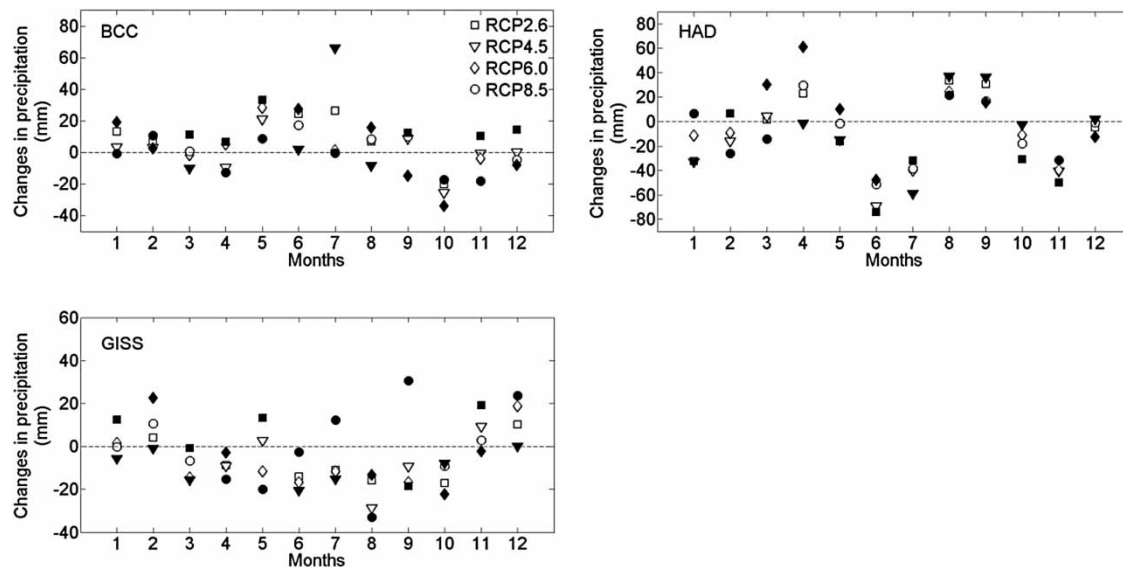 BCC
RCP2.6
RCP4.5
RCP6.0
RCP8.5
Changes in precipitation
(mm)
80
60
40
20
0
-20
-40
1 2 3 4 5 6 7 8 9 10 11 12
Months
HAD
Changes in precipitation
(mm)
80
60
40
20
0
-20
-40
-60
-80
1 2 3 4 5 6 7 8 9 10 11 12
Months
GISS
Changes in precipitation
(mm)
60
40
20
0
-20
-40
1 2 3 4 5 6 7 8 9 10 11 12
Months